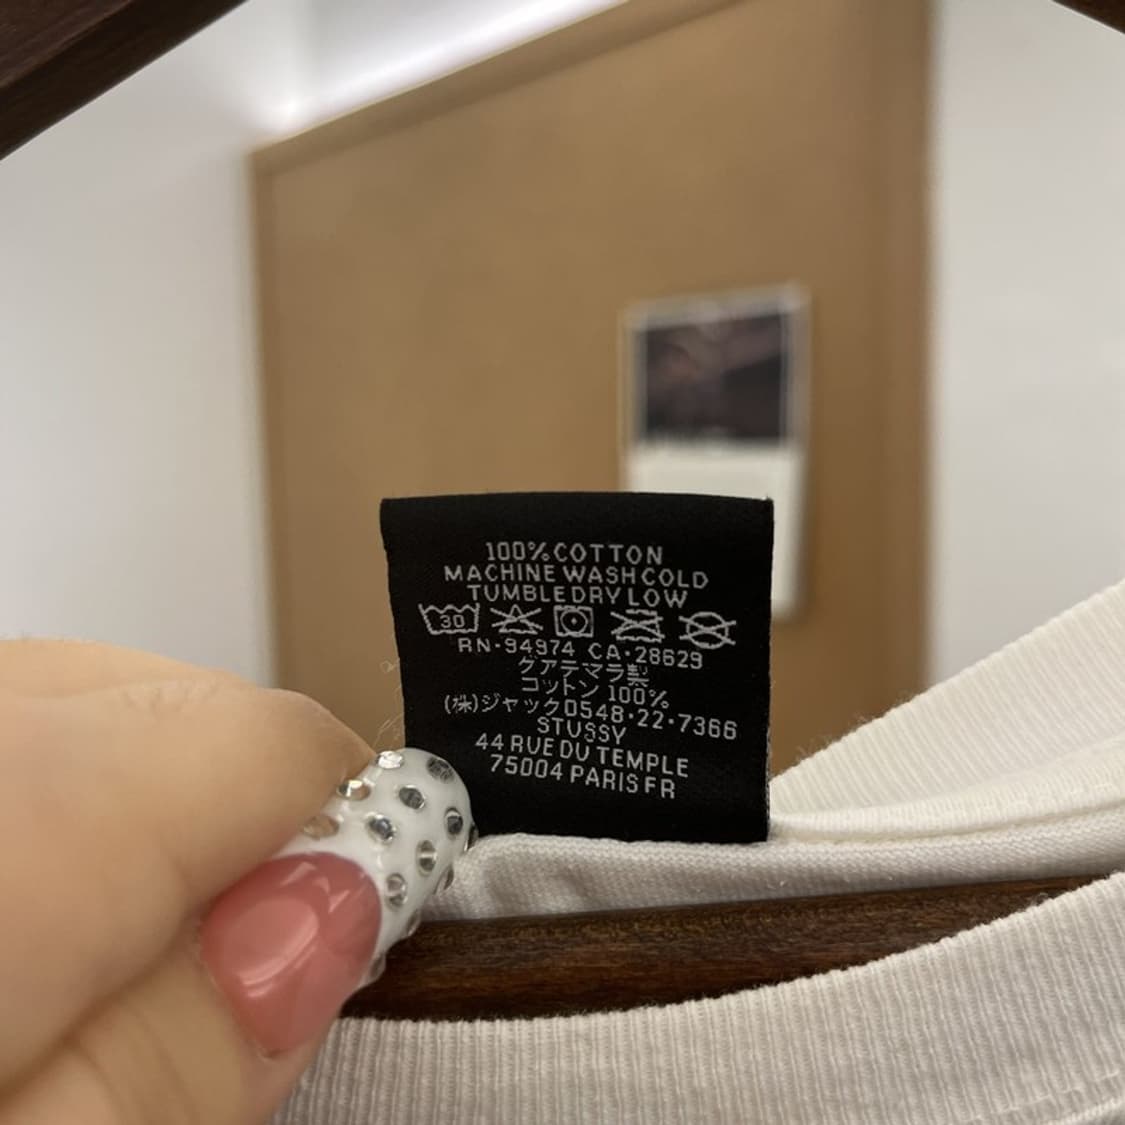 100% COTTON
MACHINE WASH COLD
TUMBLE DRY LOW
30
RN·94974 CA·28629
グアテマラ製
コットン 100%
(株)ジャック0548·22·7366
STUSSY
44 RUE DU TEMPLE
75004 PARIS FR